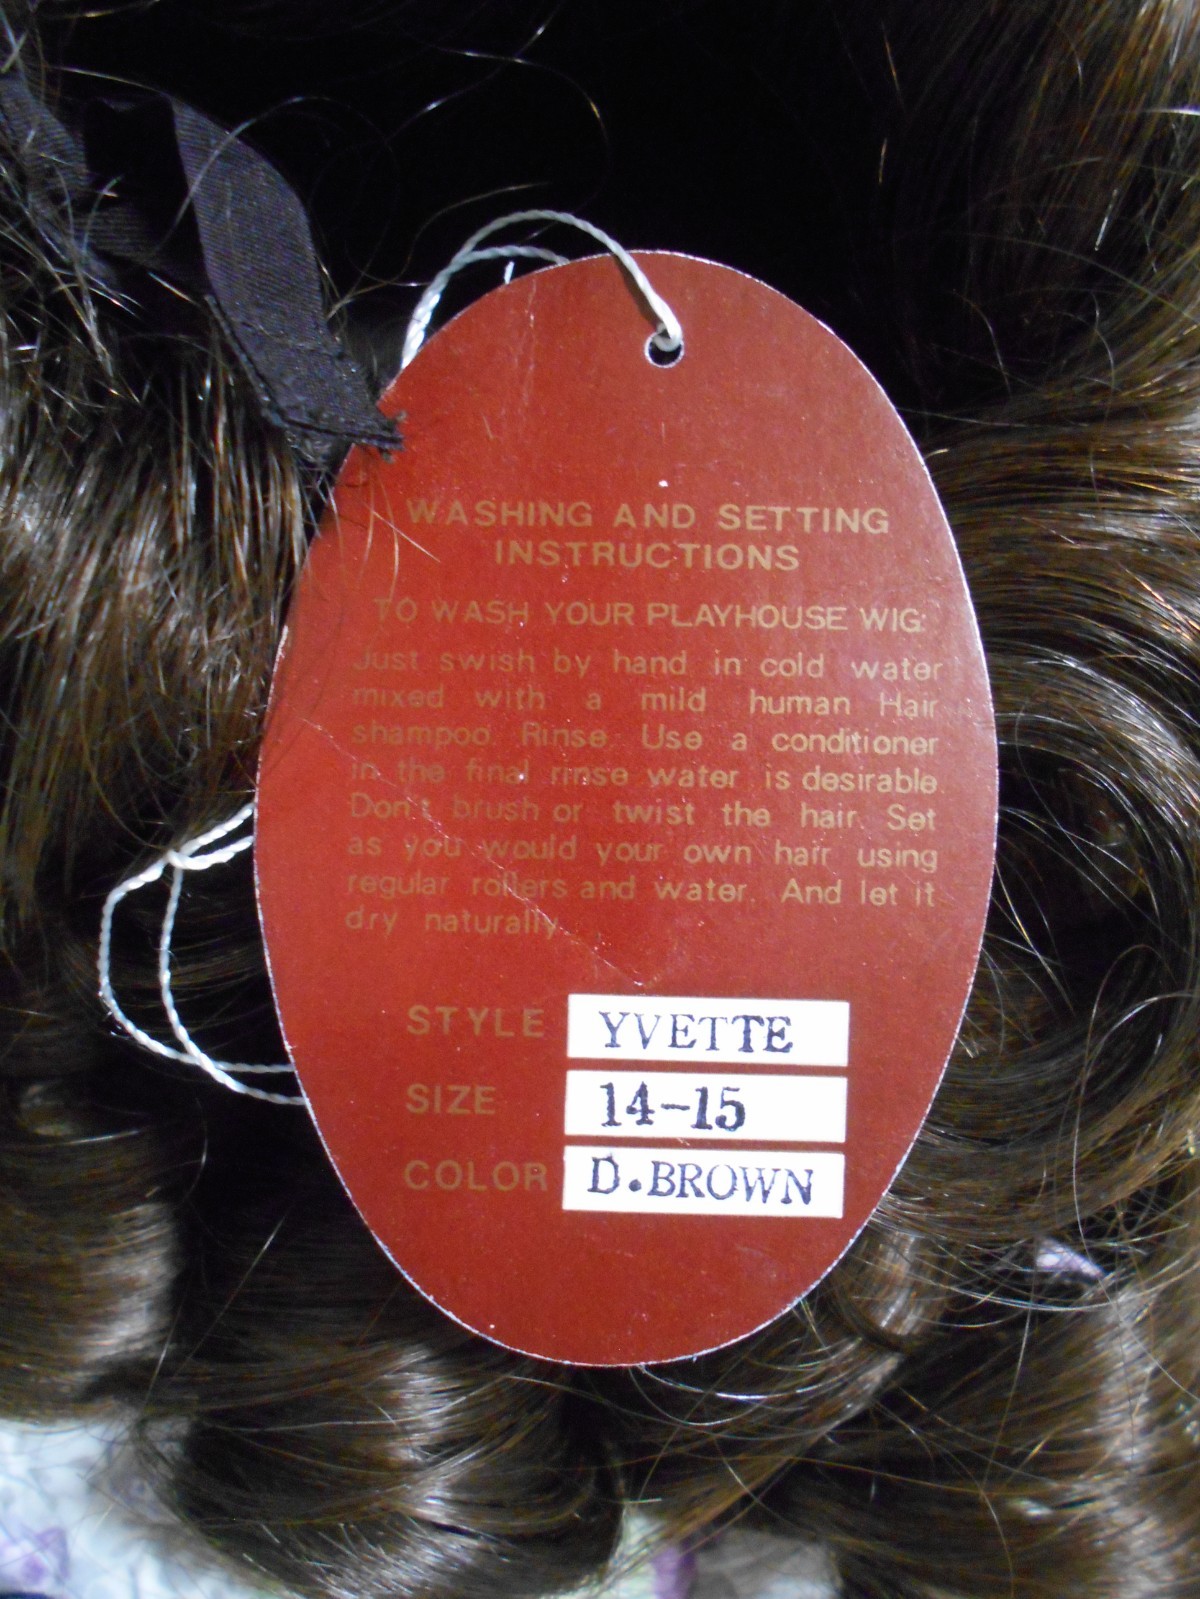 WASHING AND SETTING
INSTRUCTIONS
TO WASH YOUR PLAYHOUSE WIG:
Just swish by hand in cold water
mixed with a mild human Hair
shampoo. Rinse. Use a conditioner
in the final rinse water is desirable.
Don't brush or twist the hair. Set
as you would your own hair using
regular rollers and water. And let it
dry naturally.
STYLE YVETTE
SIZE 14-15
COLOR D.BROWN